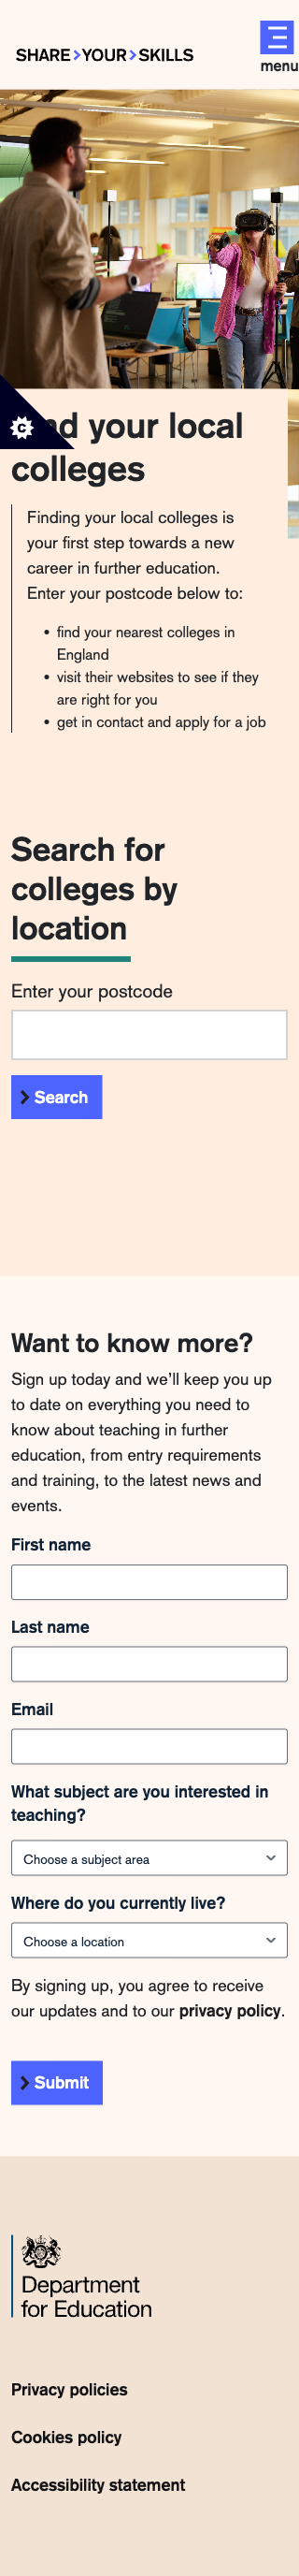 SHARE>YOUR>SKILLS
menu
nd your local
colleges
Finding your local colleges is
your first step towards a new
career in further education.
Enter your postcode below to:
• find your nearest colleges in
England
• visit their websites to see if they
are right for you
• get in contact and apply for a job
Search for
colleges by
location
Enter your postcode
Search
Want to know more?
Sign up today and we’ll keep you up
to date on everything you need to
know about teaching in further
education, from entry requirements
and training, to the latest news and
events.
First name
Last name
Email
What subject are you interested in
teaching?
Choose a subject area
Where do you currently live?
Choose a location
By signing up, you agree to receive
our updates and to our privacy policy.
Submit
Department
for Education
Privacy policies
Cookies policy
Accessibility statement